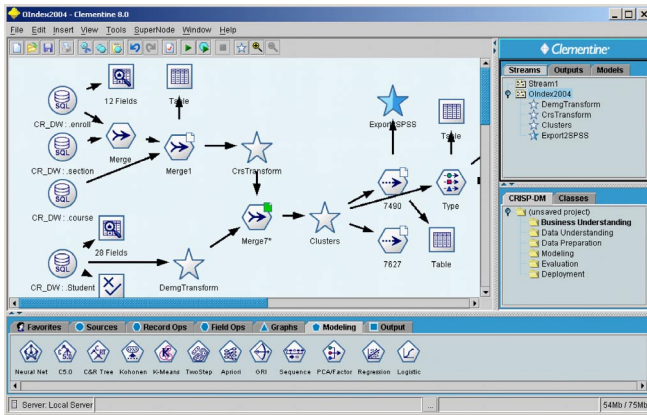 OIndex2004 - Clementine 8.0
File Edit Insert View Tools SuperNode Window Help
Clementine
Streams Outputs Models
Stream1
OIndex2004
DemgTransform
CrsTransform
Clusters
Export2SPSS
SQL
12 Fields
Table
CR_DW : .enroll
Merge
Merge1
SQL
CR_DW : .section
CrsTransform
Export2SPSS
Table
SQL
CR_DW : .course
Merge7*
Clusters
7490
Type
28 Fields
SQL
7627
Table
CR_DW : .Student
DemgTransform
CRISP-DM Classes
(unsaved project)
Business Understanding
Data Understanding
Data Preparation
Modeling
Evaluation
Deployment
Favorites Sources Record Ops Field Ops Graphs Modeling Output
Neural Net C5.0 C&R Tree Kohonen K-Means TwoStep Apriori GRI Sequence PCA/Factor Regression Logistic
Server: Local Server ... 54Mb / 75Mb